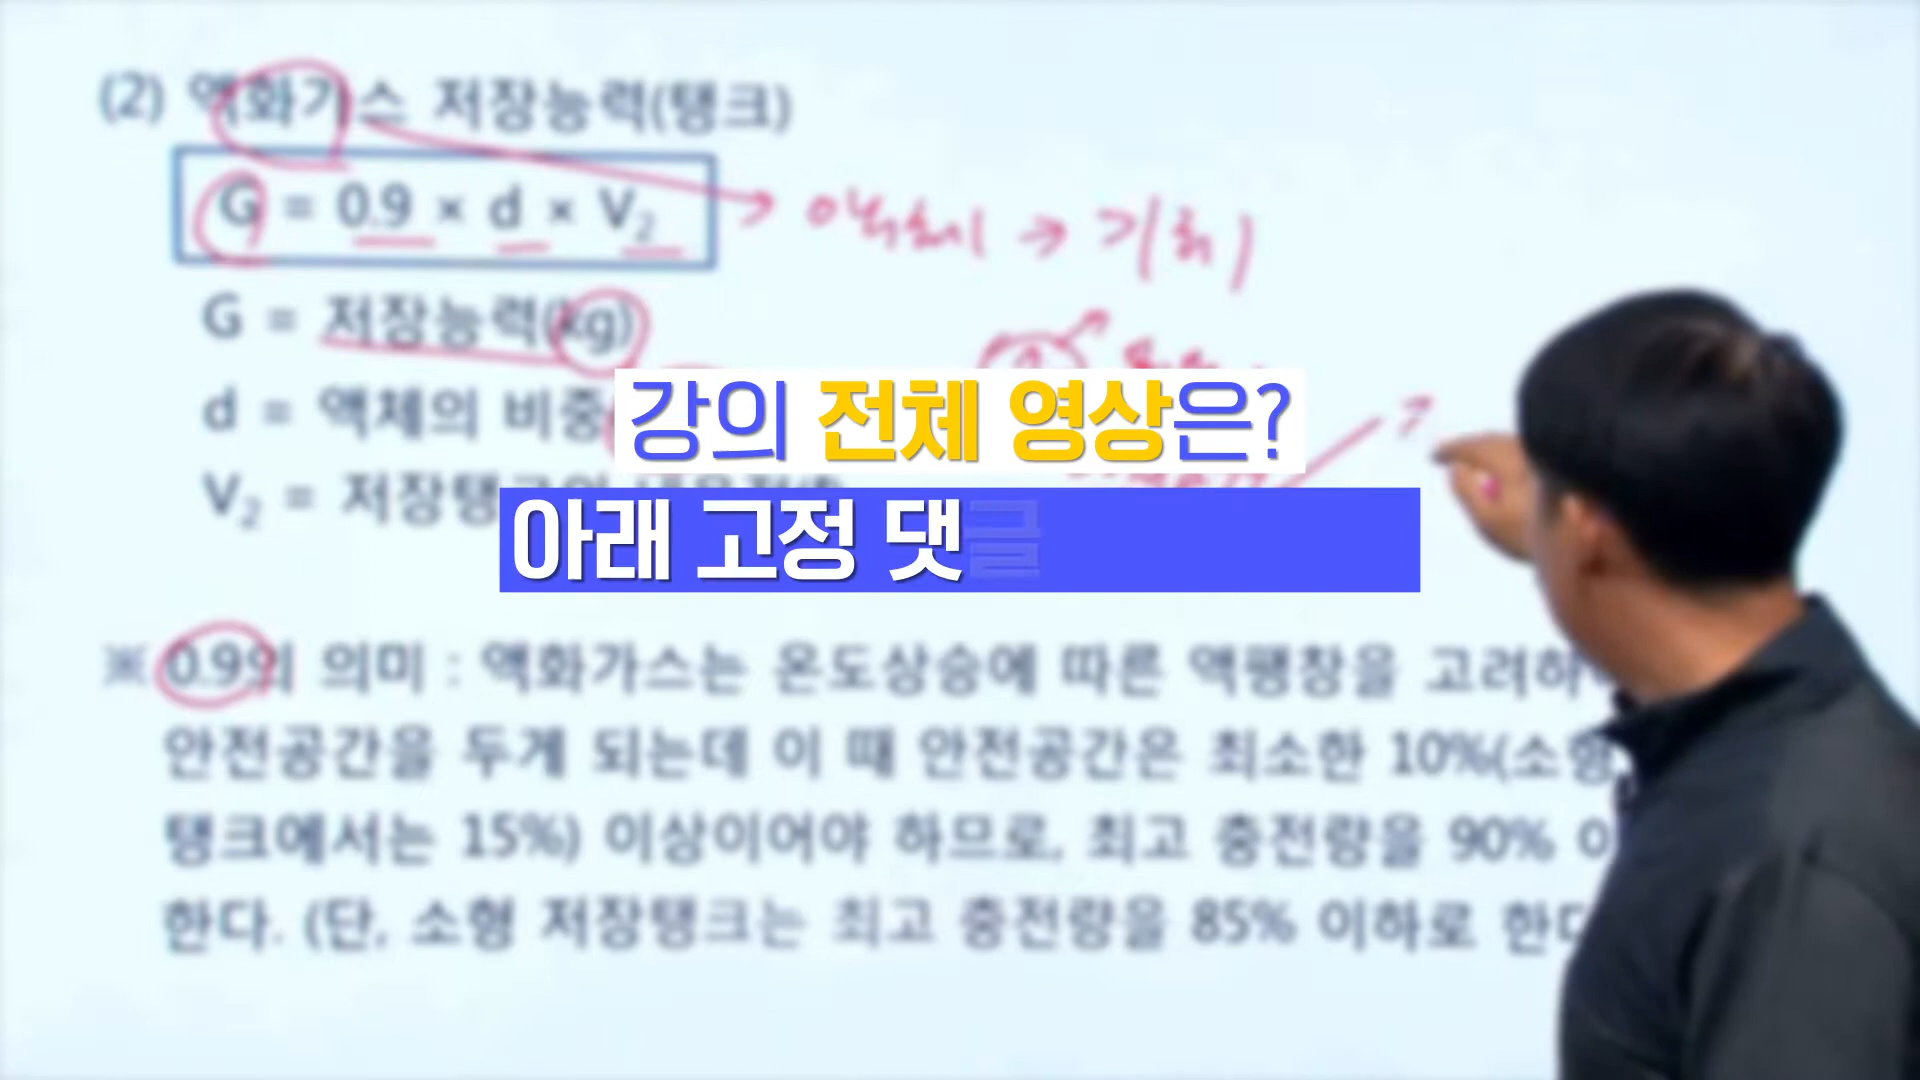 (2) 액화가스 저장능력(탱크)
G = 0.9 × d × V₂
액체 → 기체
G = 저장능력(kg)
d = 액체의 비중
강의 전체 영상은?
V₂ = 저장탱크의 내용적(ℓ)
아래 고정 댓글
※ 0.9의 의미 : 액화가스는 온도상승에 따른 액팽창을 고려하
안전공간을 두게 되는데 이 때 안전공간은 최소한 10%(소형
탱크에서는 15%) 이상이어야 하므로, 최고 충전량을 90% 이
한다. (단, 소형 저장탱크는 최고 충전량을 85% 이하로 한다